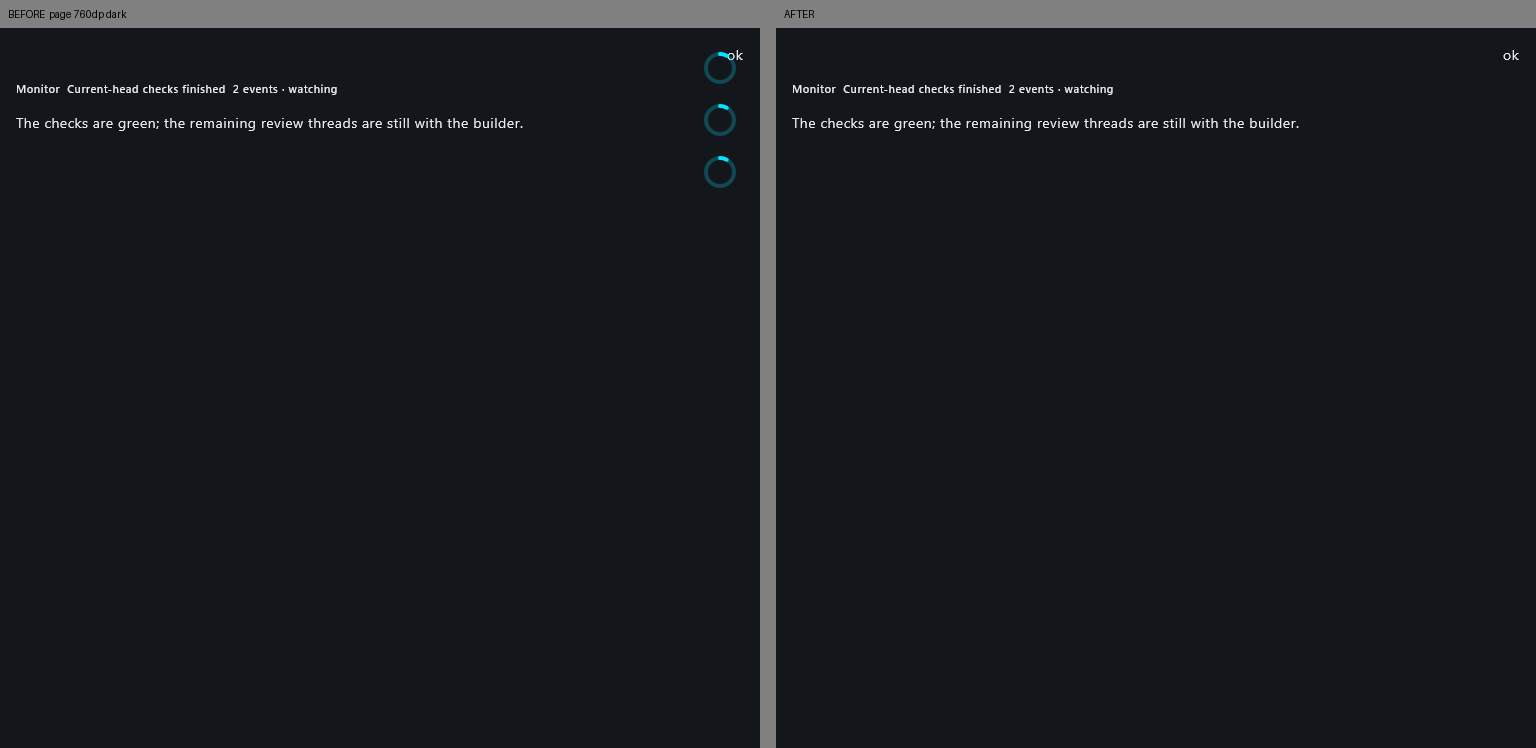 BEFORE page 760dp dark
AFTER
ok
Monitor Current-head checks finished 2 events · watching
The checks are green; the remaining review threads are still with the builder.
ok
Monitor Current-head checks finished 2 events · watching
The checks are green; the remaining review threads are still with the builder.